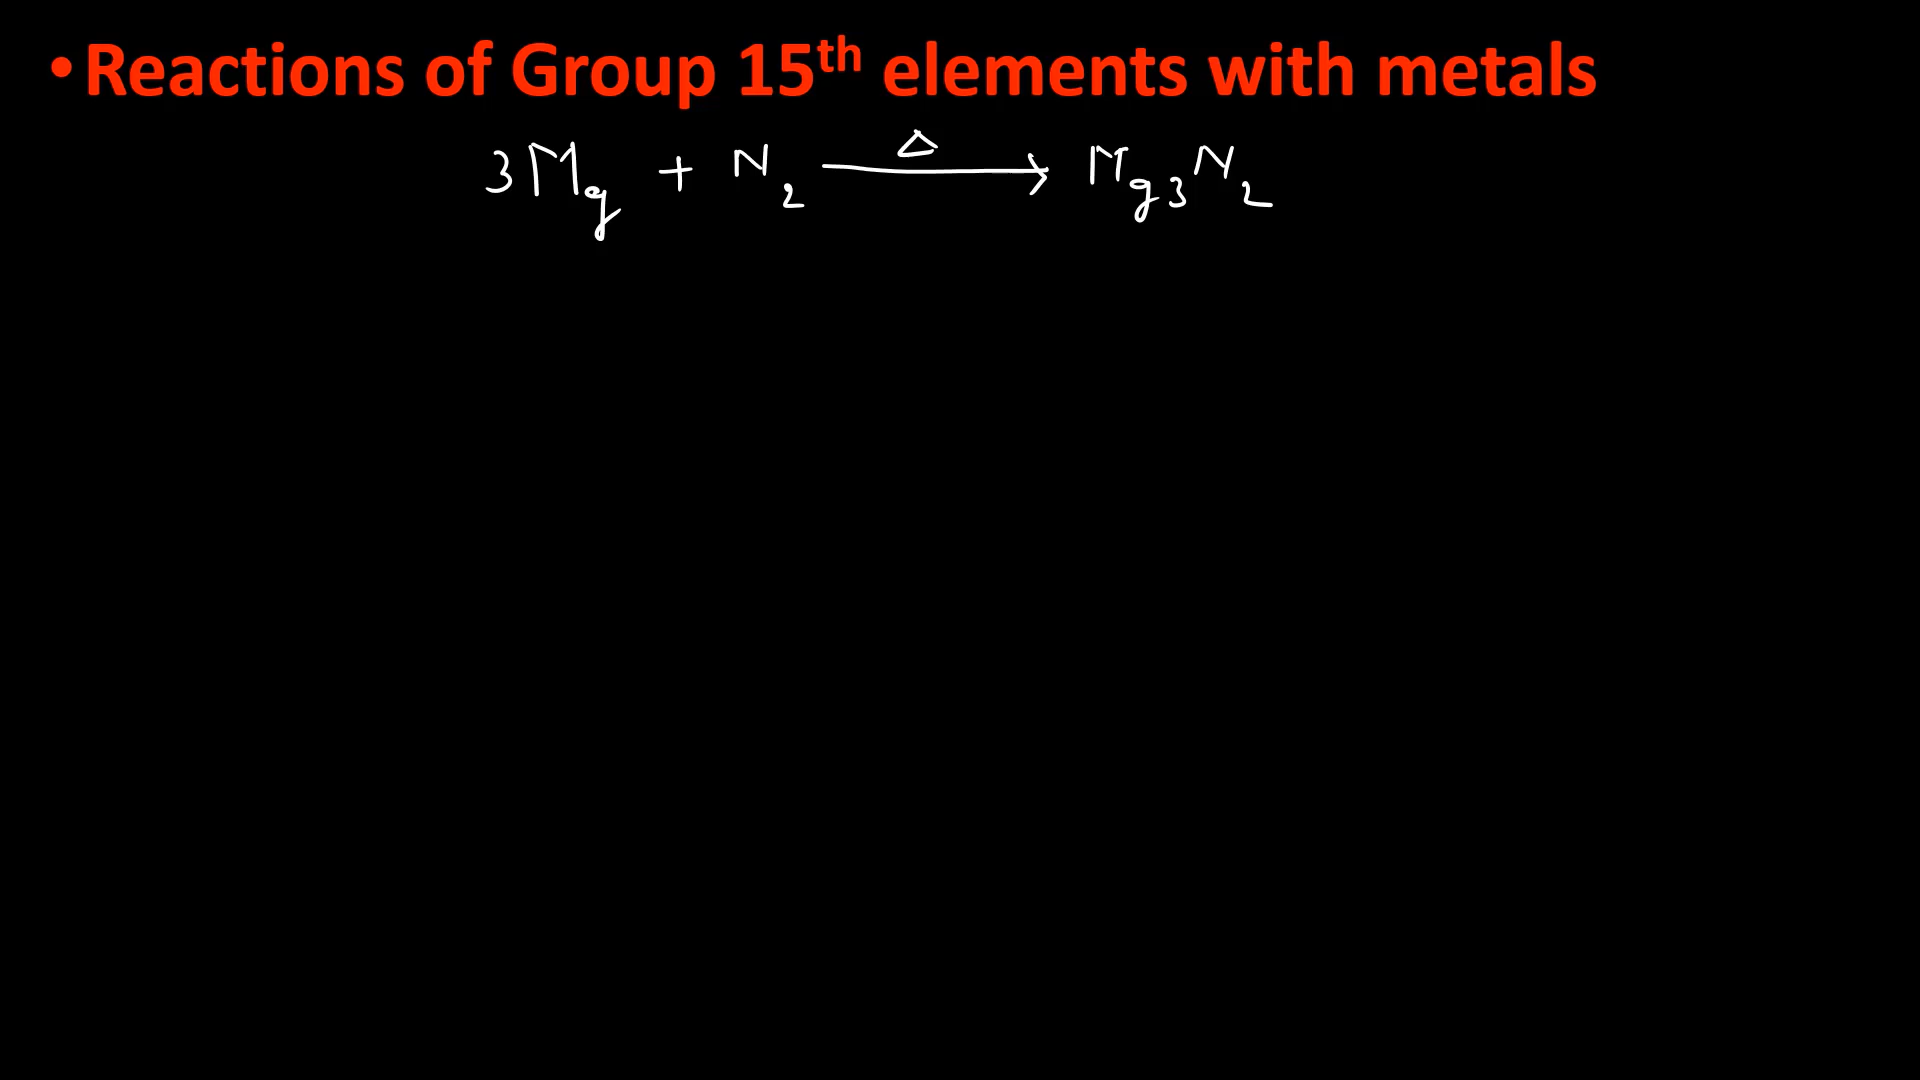 • Reactions of Group 15th elements with metals
Δ
3Mg + N₂ ⟶ Mg₃N₂